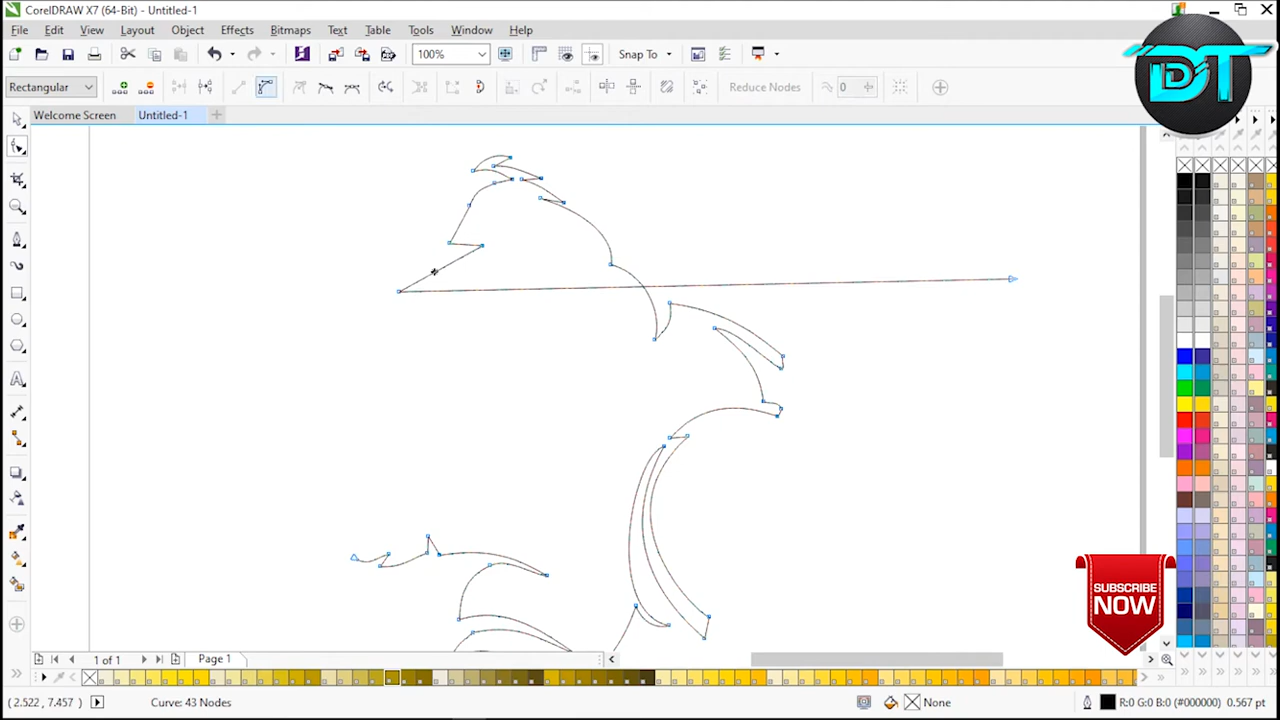 CorelDRAW X7 (64-Bit) - Untitled-1
File Edit View Layout Object Effects Bitmaps Text Table Tools Window Help
100% Snap To
Rectangular Reduce Nodes 0
Welcome Screen Untitled-1
DT
SUBSCRIBE
NOW
1 of 1 Page 1
( 2.522 , 7.457 ) Curve: 43 Nodes None R:0 G:0 B:0 (#000000) 0.567 pt